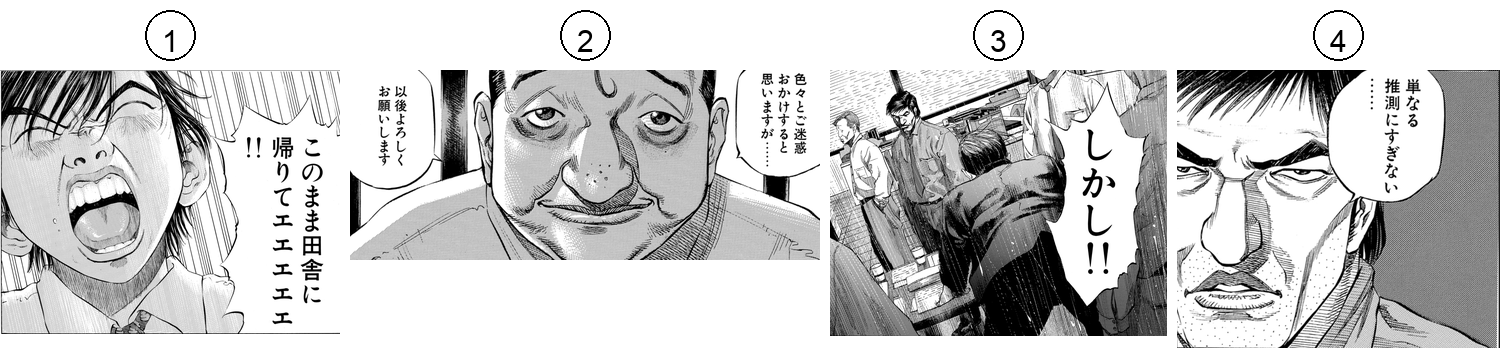 1
このまま田舎に
帰りてエエエエエ
!!
2
色々とご迷惑
おかけすると
思いますが……
以後よろしく
お願いします
3
しかし!!
4
単なる
推測にすぎない
……